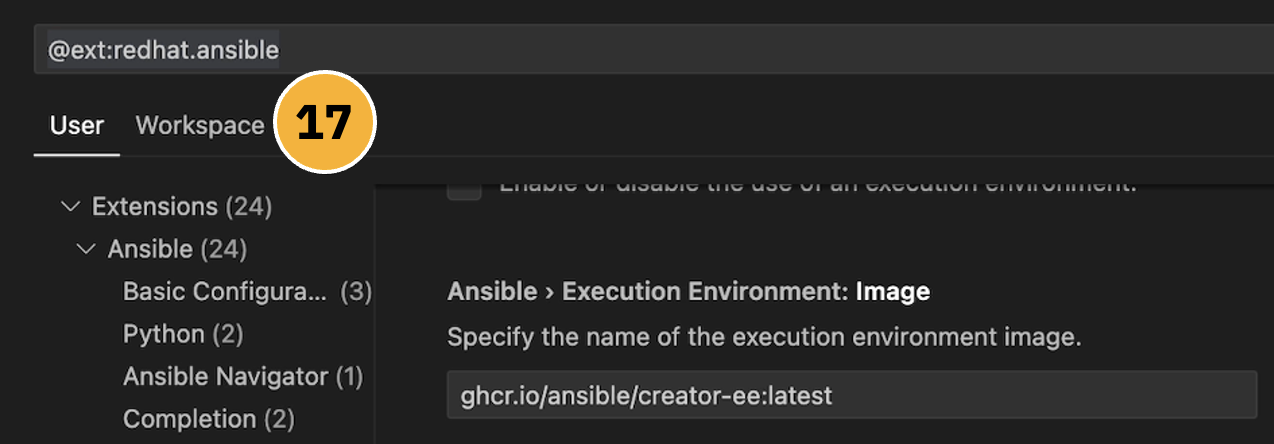 @ext:redhat.ansible
User Workspace 17
Enable or disable the use of an execution environment.
Extensions (24)
Ansible (24)
Basic Configura... (3)
Python (2)
Ansible Navigator (1)
Completion (2)
Ansible › Execution Environment: Image
Specify the name of the execution environment image.
ghcr.io/ansible/creator-ee:latest